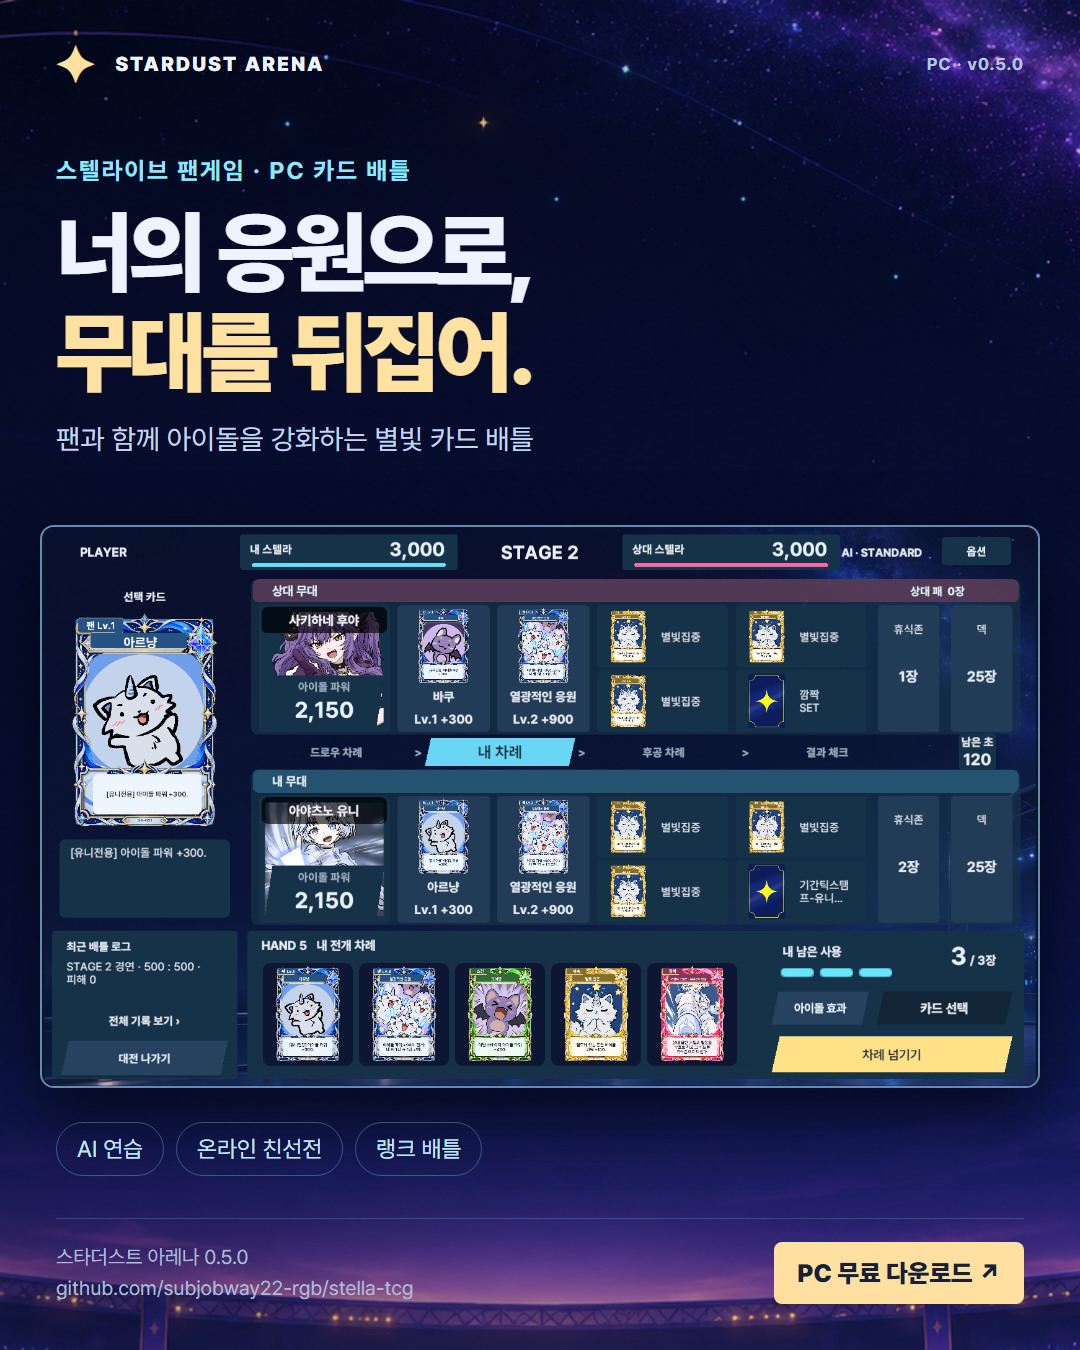 STARDUST ARENA
PC · v0.5.0
스텔라이브 팬게임 · PC 카드 배틀
너의 응원으로,
무대를 뒤집어.
팬과 함께 아이돌을 강화하는 별빛 카드 배틀
PLAYER
내 스텔라 3,000
STAGE 2
상대 스텔라 3,000
AI · STANDARD
옵션
선택 카드
팬 Lv.1
아르냥
[유니전용] 아이돌 파워 +300.
[유니전용] 아이돌 파워 +300.
상대 무대
상대 패 0장
사키하네 후야
아이돌 파워
2,150
바쿠
Lv.1 +300
열광적인 응원
Lv.2 +900
별빛집중
별빛집중
별빛집중
깜짝
SET
휴식존
1장
덱
25장
드로우 차례 > 내 차례 > 후공 차례 > 결과 체크
남은 초
120
내 무대
아야츠노 유니
아이돌 파워
2,150
아르냥
Lv.1 +300
열광적인 응원
Lv.2 +900
별빛집중
별빛집중
별빛집중
기간틱스탬
프-유니...
휴식존
2장
덱
25장
최근 배틀 로그
STAGE 2 경연 · 500 : 500 ·
피해 0
전체 기록 보기 ›
대전 나가기
HAND 5 내 전개 차례
내 남은 사용 3 / 3장
아이돌 효과
카드 선택
차례 넘기기
AI 연습
온라인 친선전
랭크 배틀
스타더스트 아레나 0.5.0
github.com/subjobway22-rgb/stella-tcg
PC 무료 다운로드 ↗